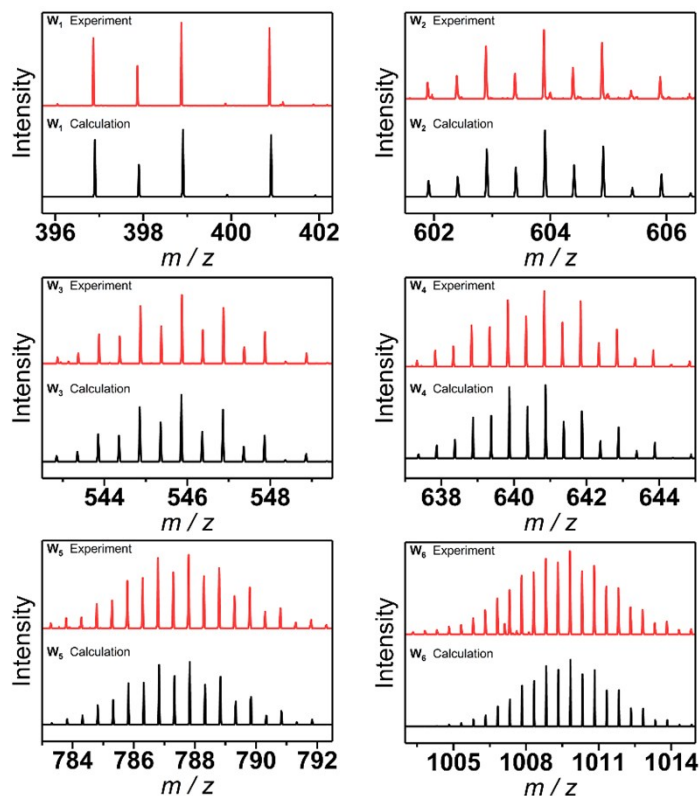 W1 Experiment
W1 Calculation
Intensity
396 398 400 402
m / z
W2 Experiment
W2 Calculation
Intensity
602 604 606
m / z
W3 Experiment
W3 Calculation
Intensity
544 546 548
m / z
W4 Experiment
W4 Calculation
Intensity
638 640 642 644
m / z
W5 Experiment
W5 Calculation
Intensity
784 786 788 790 792
m / z
W6 Experiment
W6 Calculation
Intensity
1005 1008 1011 1014
m / z